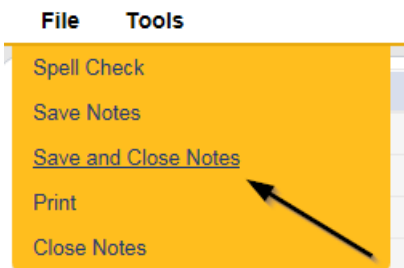 File Tools
Spell Check
Save Notes
Save and Close Notes
Print
Close Notes